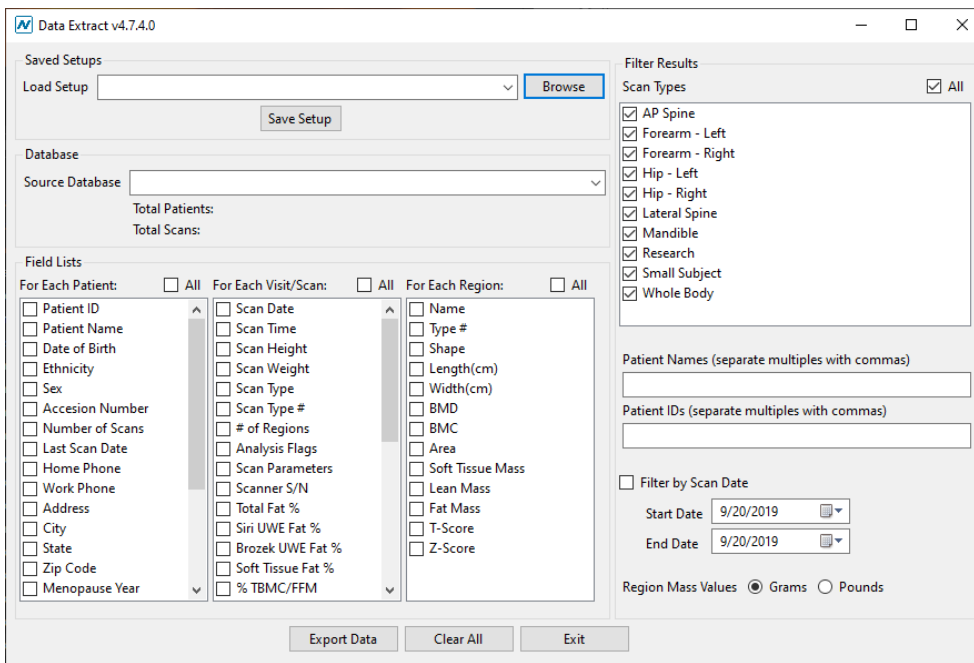 Data Extract v4.7.4.0
Saved Setups
Load Setup
Browse
Save Setup
Database
Source Database
Total Patients:
Total Scans:
Field Lists
For Each Patient: All
Patient ID
Patient Name
Date of Birth
Ethnicity
Sex
Accesion Number
Number of Scans
Last Scan Date
Home Phone
Work Phone
Address
City
State
Zip Code
Menopause Year
For Each Visit/Scan: All
Scan Date
Scan Time
Scan Height
Scan Weight
Scan Type
Scan Type #
# of Regions
Analysis Flags
Scan Parameters
Scanner S/N
Total Fat %
Siri UWE Fat %
Brozek UWE Fat %
Soft Tissue Fat %
% TBMC/FFM
For Each Region: All
Name
Type #
Shape
Length(cm)
Width(cm)
BMD
BMC
Area
Soft Tissue Mass
Lean Mass
Fat Mass
T-Score
Z-Score
Filter Results
Scan Types All
AP Spine
Forearm - Left
Forearm - Right
Hip - Left
Hip - Right
Lateral Spine
Mandible
Research
Small Subject
Whole Body
Patient Names (separate multiples with commas)
Patient IDs (separate multiples with commas)
Filter by Scan Date
Start Date 9/20/2019
End Date 9/20/2019
Region Mass Values Grams Pounds
Export Data Clear All Exit